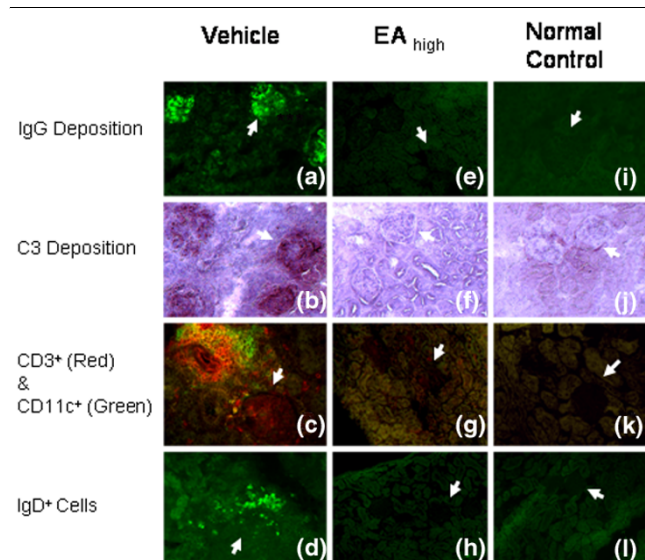 Vehicle
EA high
Normal
Control
IgG Deposition
(a)
(e)
(i)
C3 Deposition
(b)
(f)
(j)
CD3+ (Red)
&
CD11c+ (Green)
(c)
(g)
(k)
IgD+ Cells
(d)
(h)
(l)